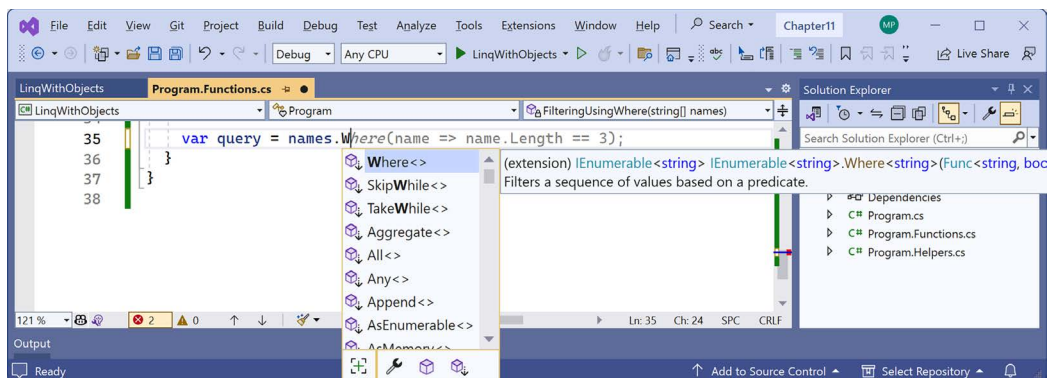 File Edit View Git Project Build Debug Test Analyze Tools Extensions Window Help Search Chapter11 MP
Debug Any CPU LinqWithObjects Live Share
LinqWithObjects Program.Functions.cs Solution Explorer
C# LinqWithObjects Program FilteringUsingWhere(string[] names)
Search Solution Explorer (Ctrl+;)
35 var query = names.Where(name => name.Length == 3);
36 }
37 }
38
Where<>
SkipWhile<>
TakeWhile<>
Aggregate<>
All<>
Any<>
Append<>
AsEnumerable<>
AsMemory<>
(extension) IEnumerable<string> IEnumerable<string>.Where<string>(Func<string, boo
Filters a sequence of values based on a predicate.
Dependencies
C# Program.cs
C# Program.Functions.cs
C# Program.Helpers.cs
121 % 2 0 Ln: 35 Ch: 24 SPC CRLF
Output
Ready Add to Source Control Select Repository